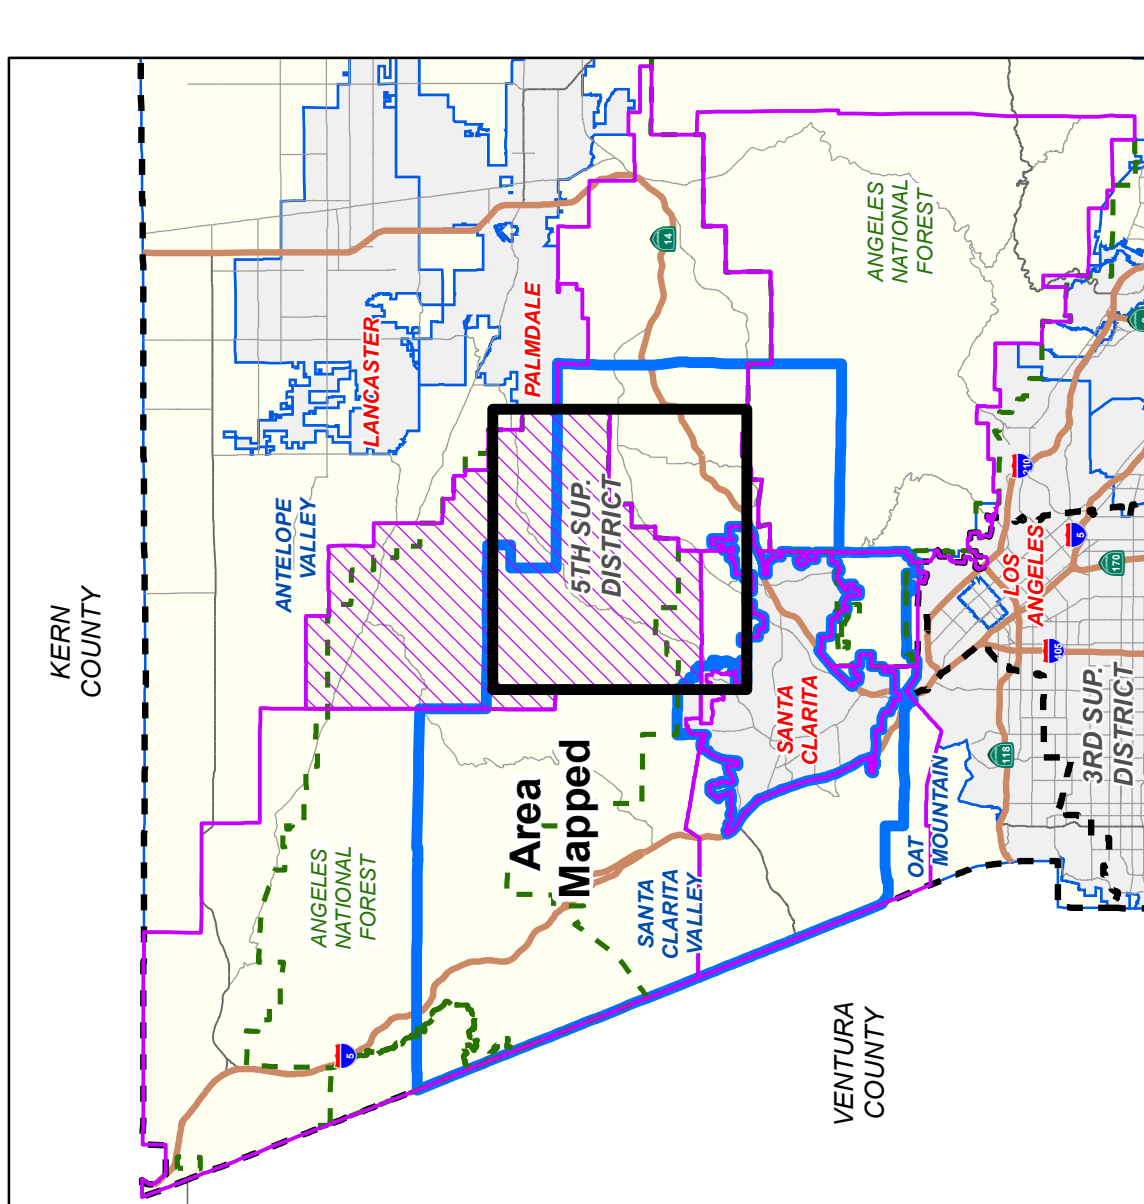 KERN
COUNTY
ANTELOPE
VALLEY
LANCASTER
PALMDALE
14
ANGELES
NATIONAL
FOREST
5TH SUP.
DISTRICT
210
5
170
LOS
ANGELES
405
SANTA
CLARITA
3RD SUP.
DISTRICT
118
Area
Mapped
OAT
MOUNTAIN
ANGELES
NATIONAL
FOREST
SANTA
CLARITA
VALLEY
5
VENTURA
COUNTY